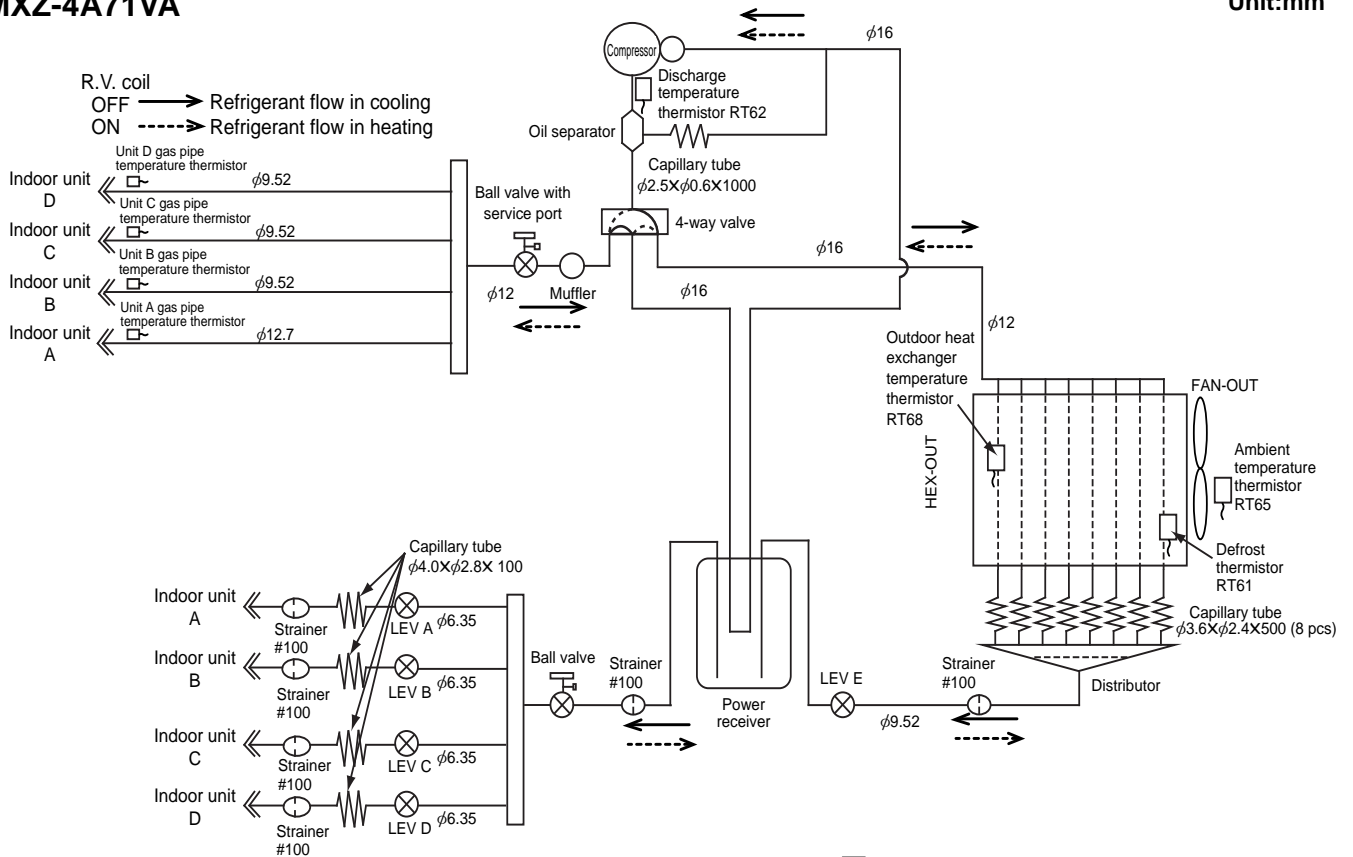 MXZ-4A71VA
Unit:mm
R.V. coil
OFF
Refrigerant flow in cooling
ON
Refrigerant flow in heating
Compressor
Discharge
temperature
thermistor RT62
Oil separator
Capillary tube
ϕ2.5✕ϕ0.6✕1000
4-way valve
ϕ16
ϕ16
ϕ16
Indoor unit
D
Unit D gas pipe
temperature thermistor
ϕ9.52
Indoor unit
C
Unit C gas pipe
temperature thermistor
ϕ9.52
Indoor unit
B
Unit B gas pipe
temperature thermistor
ϕ9.52
Indoor unit
A
Unit A gas pipe
temperature thermistor
ϕ12.7
Ball valve with
service port
ϕ12
Muffler
ϕ12
Outdoor heat
exchanger
temperature
thermistor
RT68
HEX-OUT
FAN-OUT
Ambient
temperature
thermistor
RT65
Defrost
thermistor
RT61
Capillary tube
ϕ3.6✕ϕ2.4✕500 (8 pcs)
Distributor
Strainer
#100
ϕ9.52
LEV E
Power
receiver
Strainer
#100
Ball valve
Capillary tube
ϕ4.0✕ϕ2.8✕ 100
Indoor unit
A
Strainer
#100
LEV A
ϕ6.35
Indoor unit
B
Strainer
#100
LEV B
ϕ6.35
Indoor unit
C
Strainer
#100
LEV C
ϕ6.35
Indoor unit
D
Strainer
#100
LEV D
ϕ6.35